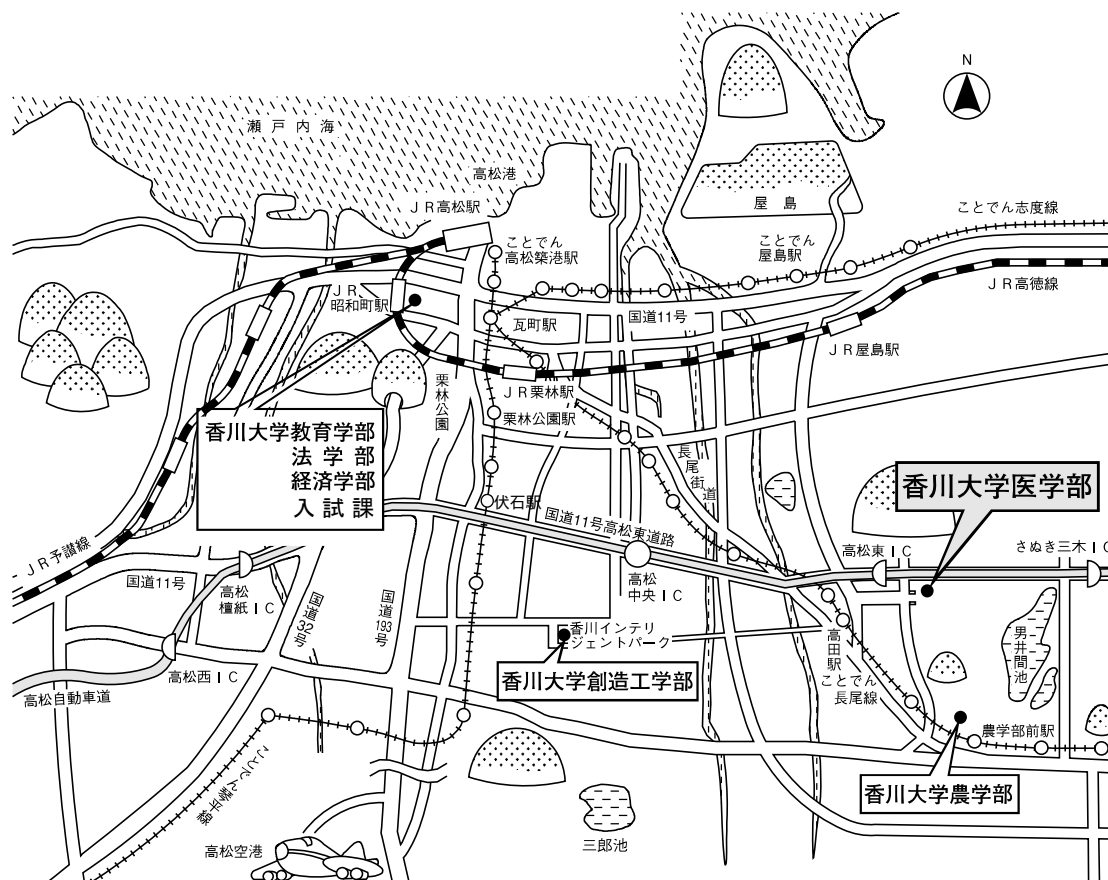 N
瀬戸内海
高松港
JR高松駅
ことでん志度線
ことでん
高松築港駅
屋島
ことでん
屋島駅
JR高徳線
JR
昭和町駅
国道11号
瓦町駅
JR屋島駅
栗林公園
JR栗林駅
栗林公園駅
香川大学教育学部
法学部
経済学部
入試課
長尾街道
香川大学医学部
伏石駅
国道11号高松東道路
高松東IC
さぬき三木IC
JR予讃線
国道11号
高松
檀紙IC
高松
中央IC
国道32号
国道193号
香川インテリ
ジェントパーク
高田駅
男井間池
高松西IC
香川大学創造工学部
ことでん
長尾線
高松自動車道
農学部前駅
ことでん琴平線
香川大学農学部
高松空港
三郎池